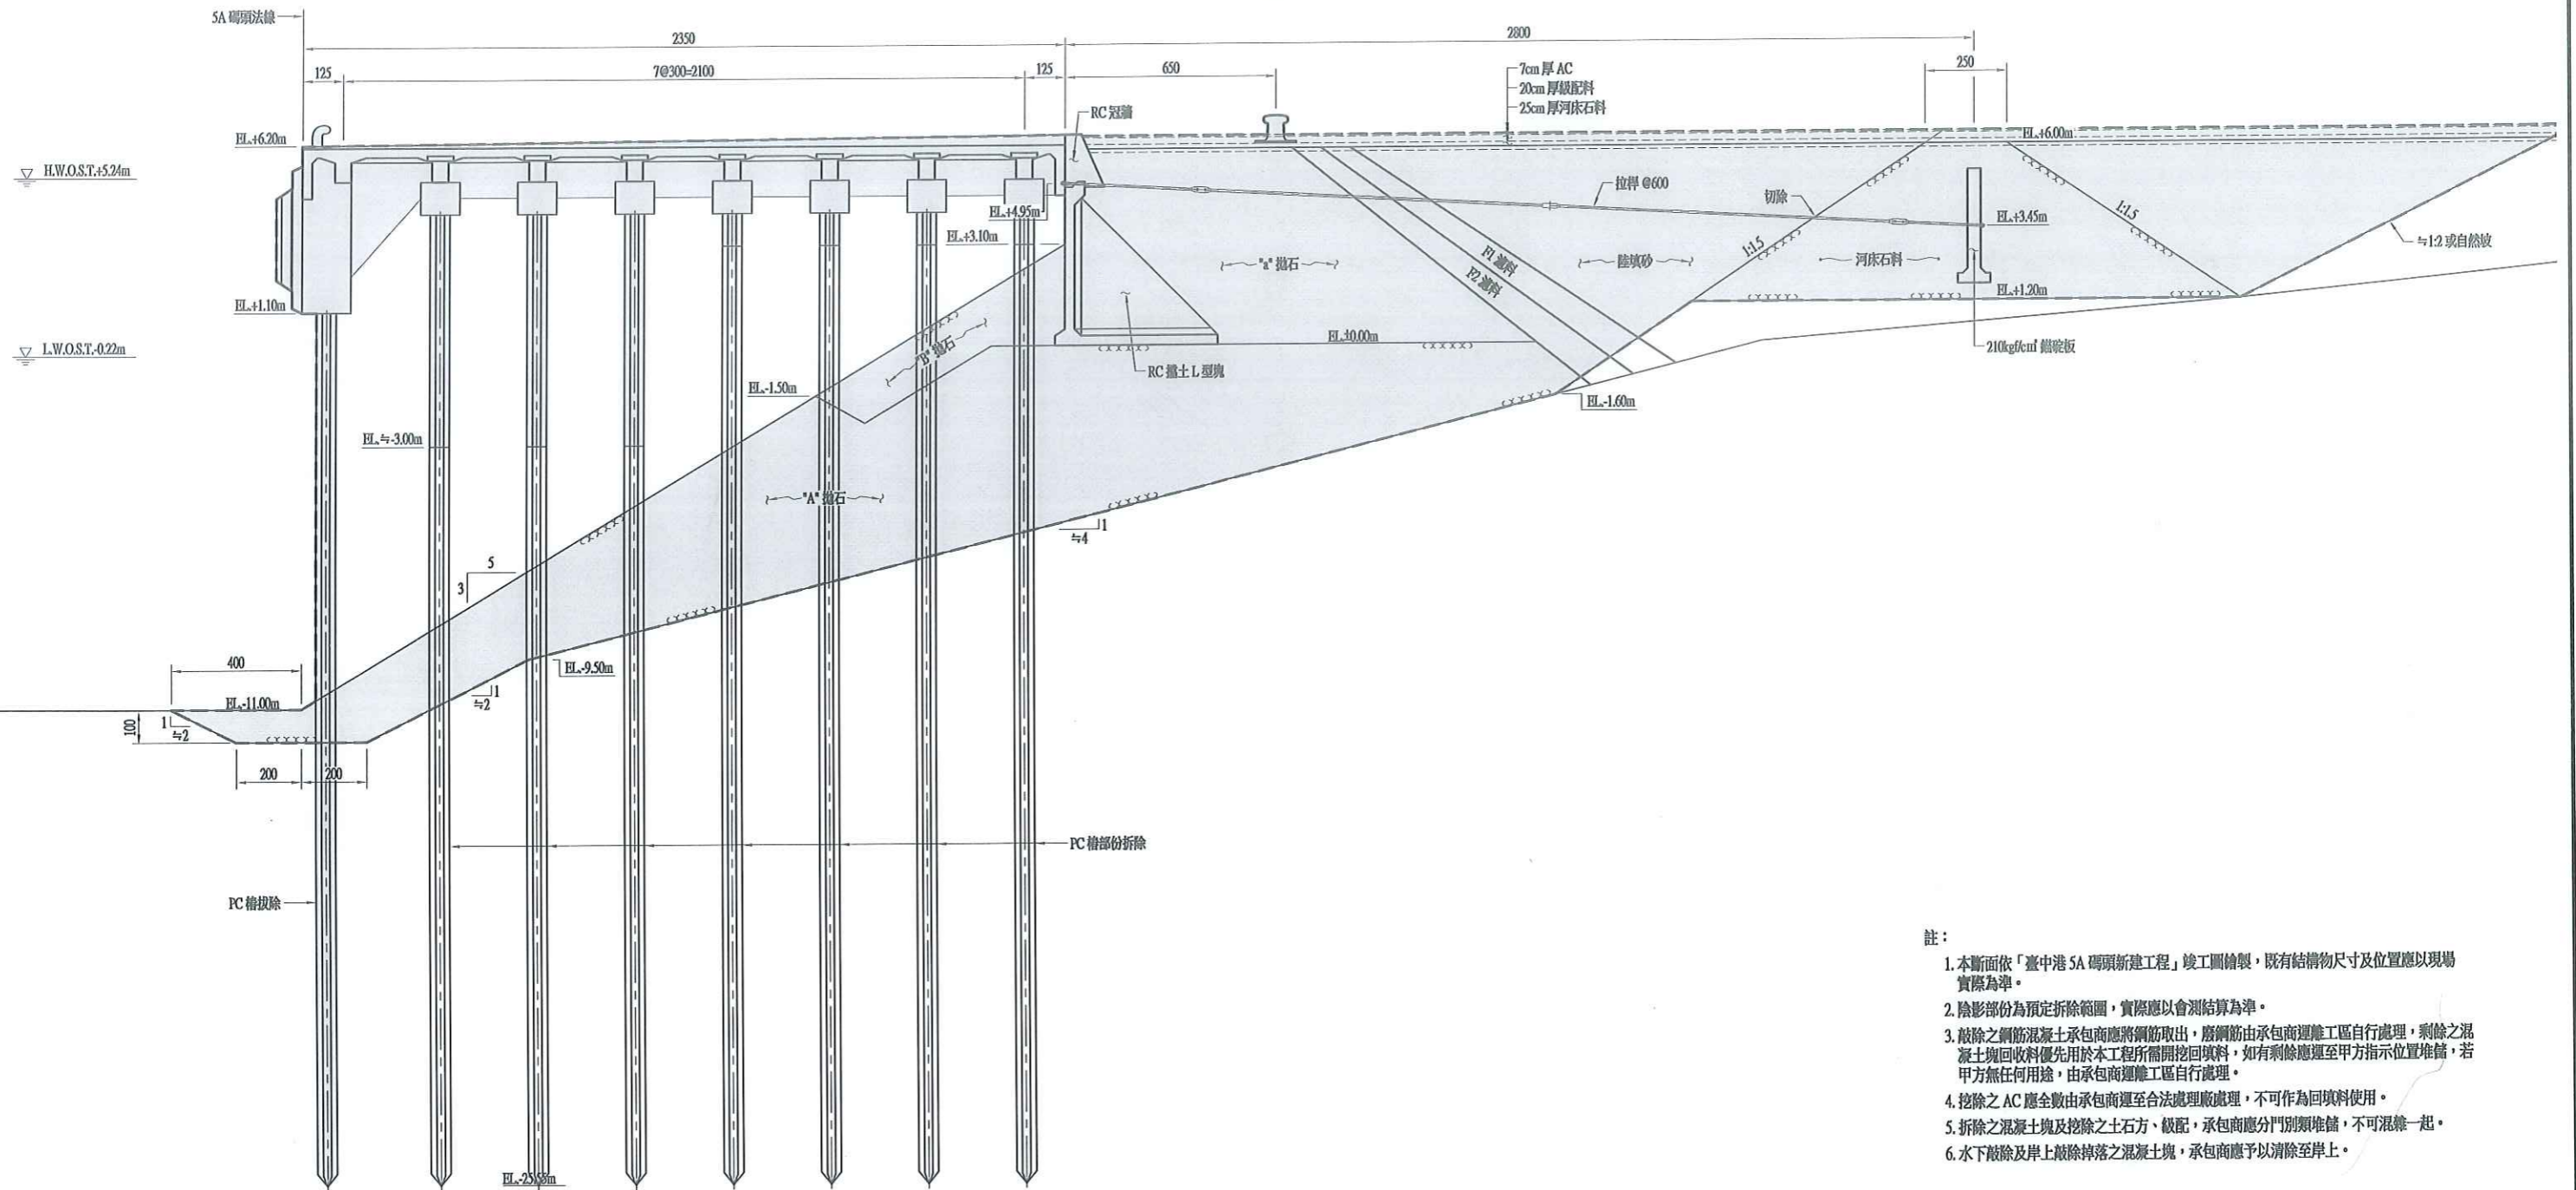 5A 碼頭法線
2350
2800
125
7@300=2100
125
650
250
7cm 厚 AC
20cm 厚級配料
25cm 厚河床石料
RC 冠牆
EL.+6.20m
EL.+6.00m
H.W.O.S.T.+5.24m
拉桿 @600
切除
EL.+4.95m
EL.+3.45m
1:1.5
EL.+3.10m
≒1:2 或自然坡
1:1.5
"a" 拋石
F1 濾料
F2 濾料
陸填砂
河床石料
EL.+1.20m
EL.+1.10m
L.W.O.S.T.-0.22m
"B" 拋石
EL.±0.00m
210kgf/cm² 錨碇板
RC 擋土 L 型塊
EL.-1.50m
EL.-1.60m
EL.≒-3.00m
"A" 拋石
1
≒4
5
3
400
EL.-9.50m
1
≒2
EL.-11.00m
100
1
≒2
200
200
PC 樁部份拆除
PC 樁拔除
EL.-25.55m
註：
1. 本斷面依「臺中港 5A 碼頭新建工程」竣工圖繪製，既有結構物尺寸及位置應以現場
實際為準。
2. 陰影部份為預定拆除範圍，實際應以會測結算為準。
3. 敲除之鋼筋混凝土承包商應將鋼筋取出，廢鋼筋由承包商運離工區自行處理，剩餘之混
凝土塊回收料優先用於本工程所需開挖回填料，如有剩餘應運至甲方指示位置堆儲，若
甲方無任何用途，由承包商運離工區自行處理。
4. 挖除之 AC 應全數由承包商運至合法處理廠處理，不可作為回填料使用。
5. 拆除之混凝土塊及挖除之土石方、級配，承包商應分門別類堆儲，不可混雜一起。
6. 水下敲除及岸上敲除掉落之混凝土塊，承包商應予以清除至岸上。